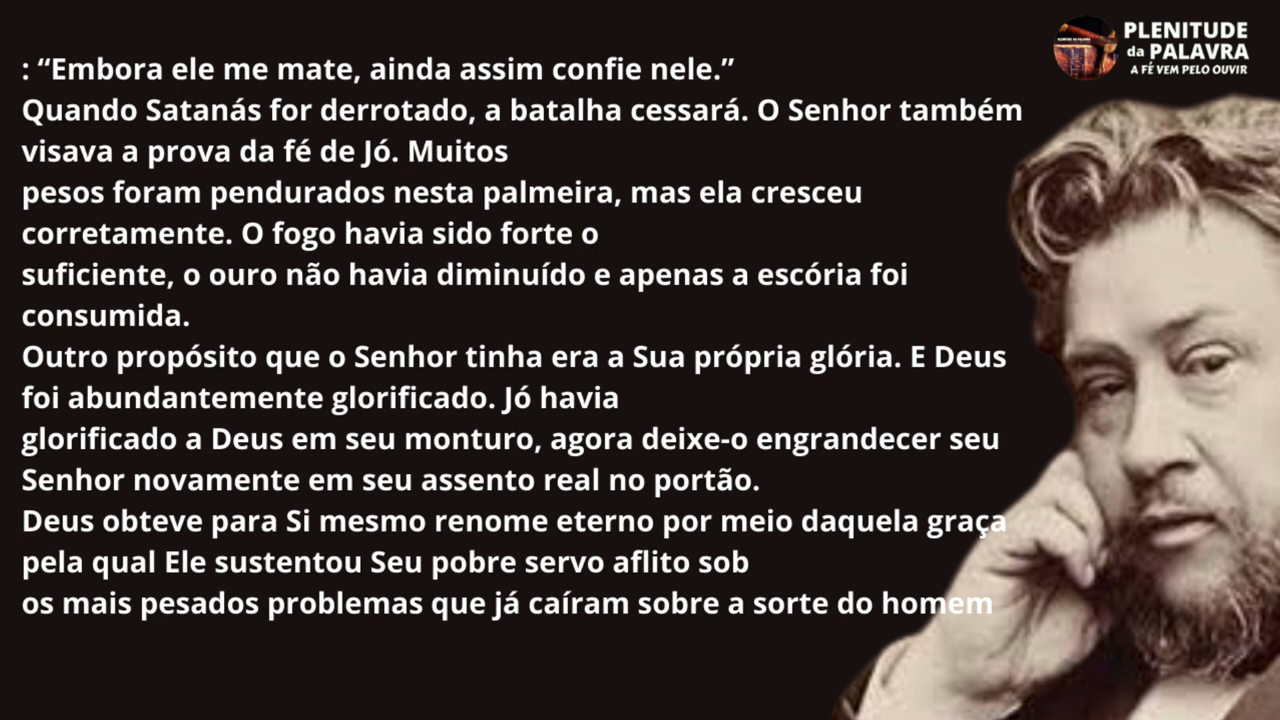 PLENITUDE
da PALAVRA
A FÉ VEM PELO OUVIR
: “Embora ele me mate, ainda assim confie nele.”
Quando Satanás for derrotado, a batalha cessará. O Senhor também
visava a prova da fé de Jó. Muitos
pesos foram pendurados nesta palmeira, mas ela cresceu
corretamente. O fogo havia sido forte o
suficiente, o ouro não havia diminuído e apenas a escória foi
consumida.
Outro propósito que o Senhor tinha era a Sua própria glória. E Deus
foi abundantemente glorificado. Jó havia
glorificado a Deus em seu monturo, agora deixe-o engrandecer seu
Senhor novamente em seu assento real no portão.
Deus obteve para Si mesmo renome eterno por meio daquela graça
pela qual Ele sustentou Seu pobre servo aflito sob
os mais pesados problemas que já caíram sobre a sorte do homem